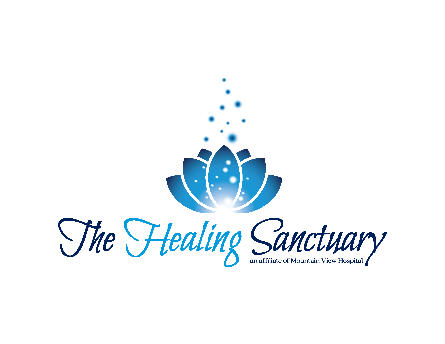 The Healing Sanctuary
an affiliate of Mountain View Hospital